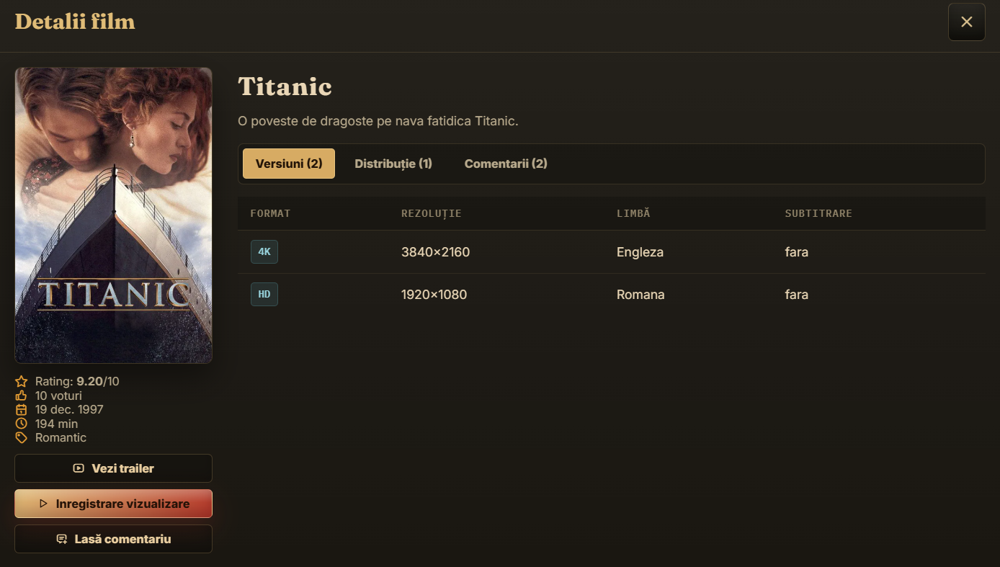 Detalii film
Titanic
O poveste de dragoste pe nava fatidica Titanic.
Versiuni (2) Distribuție (1) Comentarii (2)
FORMAT REZOLUȚIE LIMBĂ SUBTITRARE
4K 3840×2160 Engleza fara
HD 1920×1080 Romana fara
TITANIC
Rating: 9.20/10
10 voturi
19 dec. 1997
194 min
Romantic
Vezi trailer
Inregistrare vizualizare
Lasă comentariu